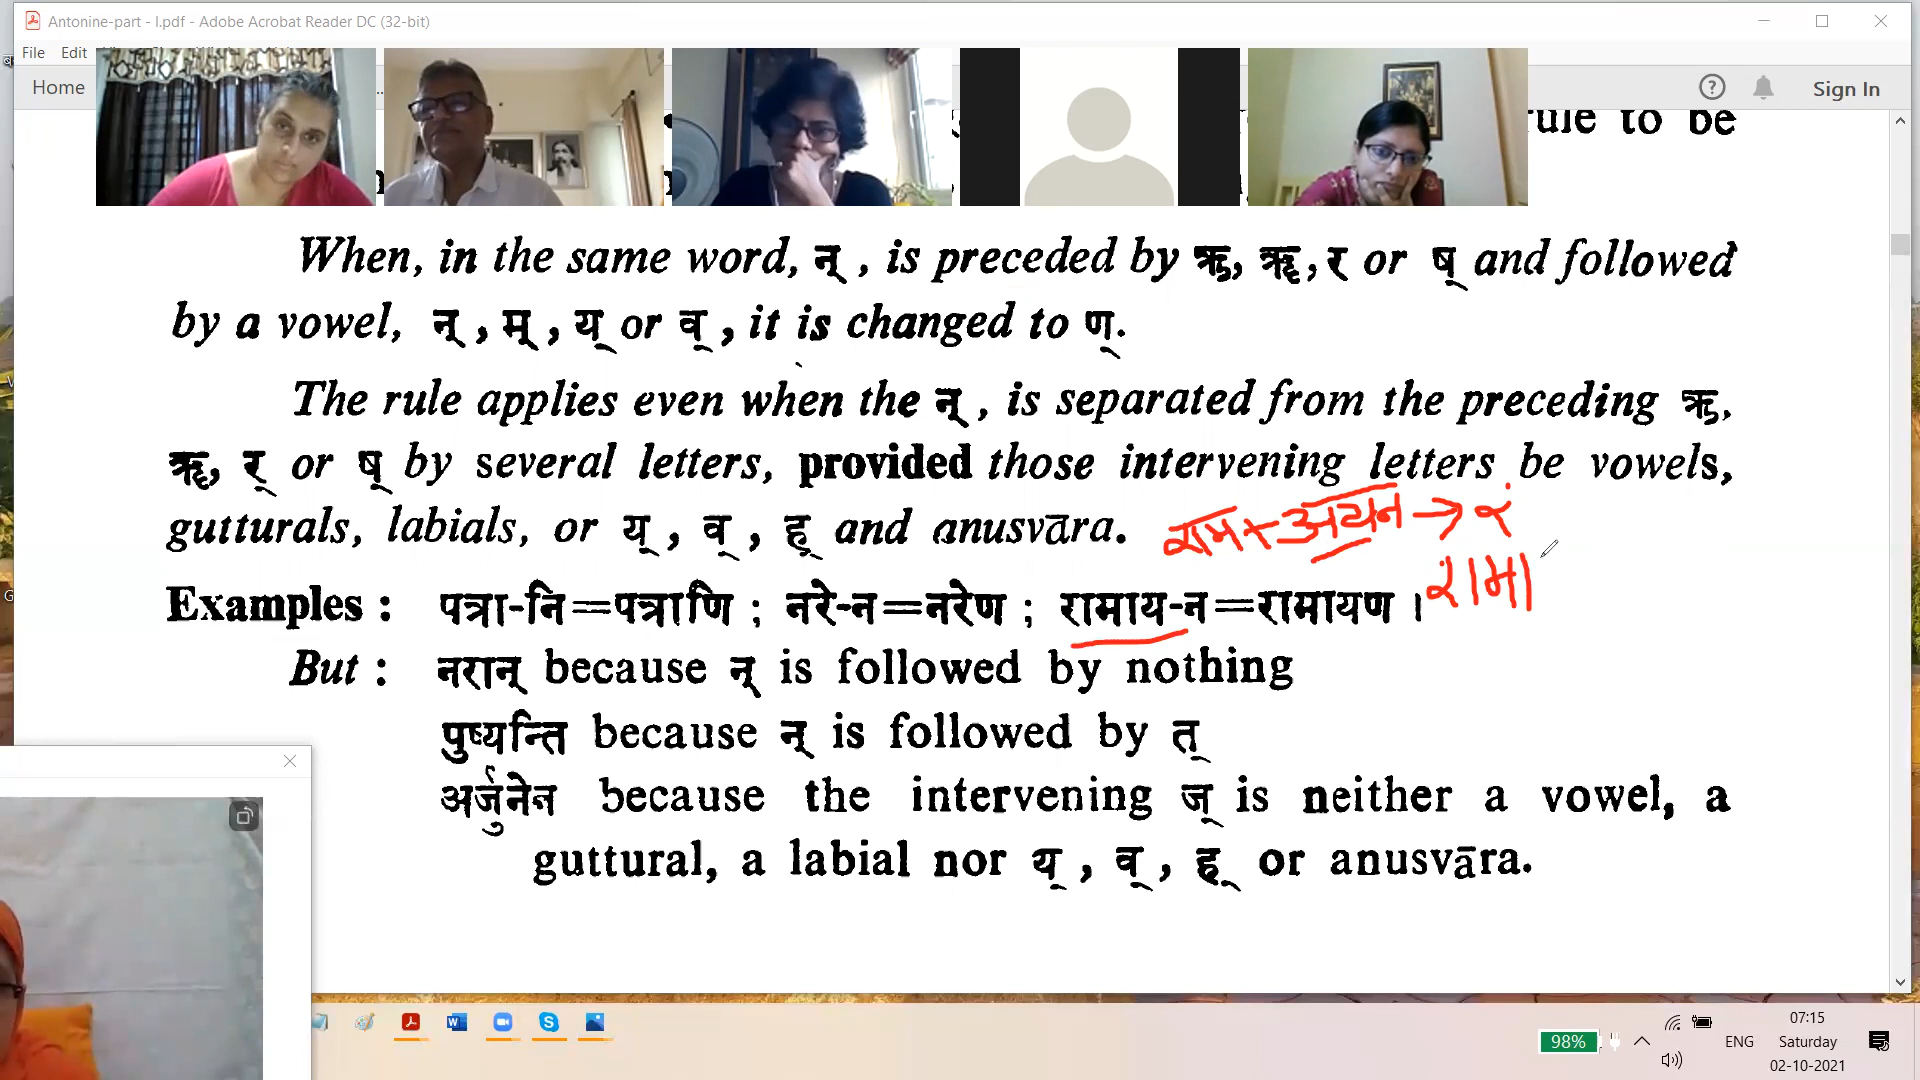 Antonine-part - I.pdf - Adobe Acrobat Reader DC (32-bit)
File Edit
Home
Sign In
rule to be
When, in the same word, न्, is preceded by ऋ, ॠ, र or ष् and followed
by a vowel, न्, म्, य् or व्, it is changed to ण्.
The rule applies even when the न्, is separated from the preceding ऋ,
ॠ, र् or ष् by several letters, provided those intervening letters be vowels,
gutturals, labials, or य्, व्, ह् and anusvāra.
राम + अयन → र
रामा
Examples : पत्रा-नि=पत्राणि ; नरे-न=नरेण ; रामाय-न=रामायण ।
But : नरान् because न् is followed by nothing
पुष्यन्ति because न् is followed by त्
अर्जुनेन because the intervening ज् is neither a vowel, a
guttural, a labial nor य्, व्, ह् or anusvāra.
98%
ENG
07:15
Saturday
02-10-2021